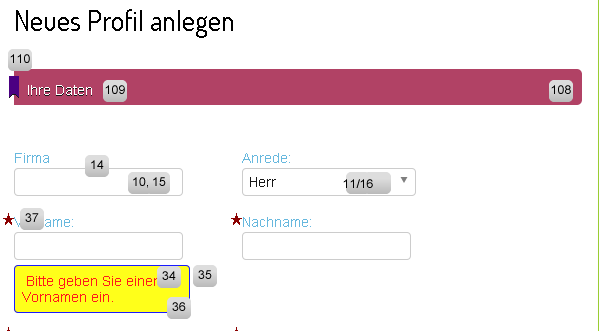 Neues Profil anlegen
110
Ihre Daten 109 108
Firma 14 Anrede:
10, 15 Herr 11/16
37 ame: Nachname:
Bitte geben Sie einen 34 35
Vornamen ein.
36